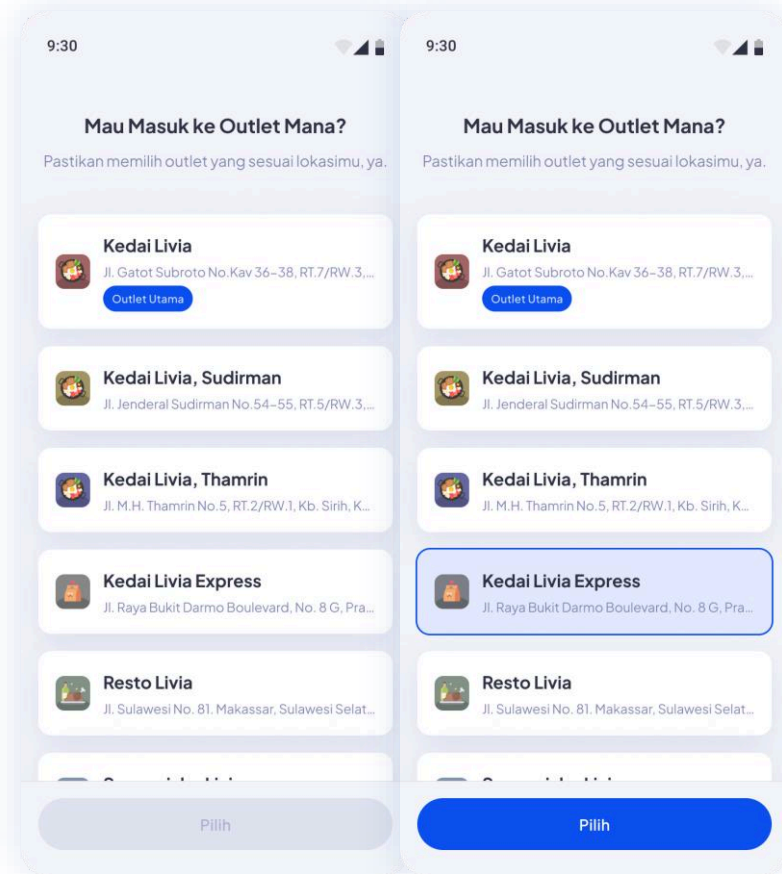 9:30
Mau Masuk ke Outlet Mana?
Pastikan memilih outlet yang sesuai lokasimu, ya.
Kedai Livia
Jl. Gatot Subroto No.Kav 36–38, RT.7/RW.3,...
Outlet Utama
Kedai Livia, Sudirman
Jl. Jenderal Sudirman No.54–55, RT.5/RW.3,...
Kedai Livia, Thamrin
Jl. M.H. Thamrin No.5, RT.2/RW.1, Kb. Sirih, K...
Kedai Livia Express
Jl. Raya Bukit Darmo Boulevard, No. 8 G, Pra...
Resto Livia
Jl. Sulawesi No. 81. Makassar, Sulawesi Selat...
Pilih
9:30
Mau Masuk ke Outlet Mana?
Pastikan memilih outlet yang sesuai lokasimu, ya.
Kedai Livia
Jl. Gatot Subroto No.Kav 36–38, RT.7/RW.3,...
Outlet Utama
Kedai Livia, Sudirman
Jl. Jenderal Sudirman No.54–55, RT.5/RW.3,...
Kedai Livia, Thamrin
Jl. M.H. Thamrin No.5, RT.2/RW.1, Kb. Sirih, K...
Kedai Livia Express
Jl. Raya Bukit Darmo Boulevard, No. 8 G, Pra...
Resto Livia
Jl. Sulawesi No. 81. Makassar, Sulawesi Selat...
Pilih